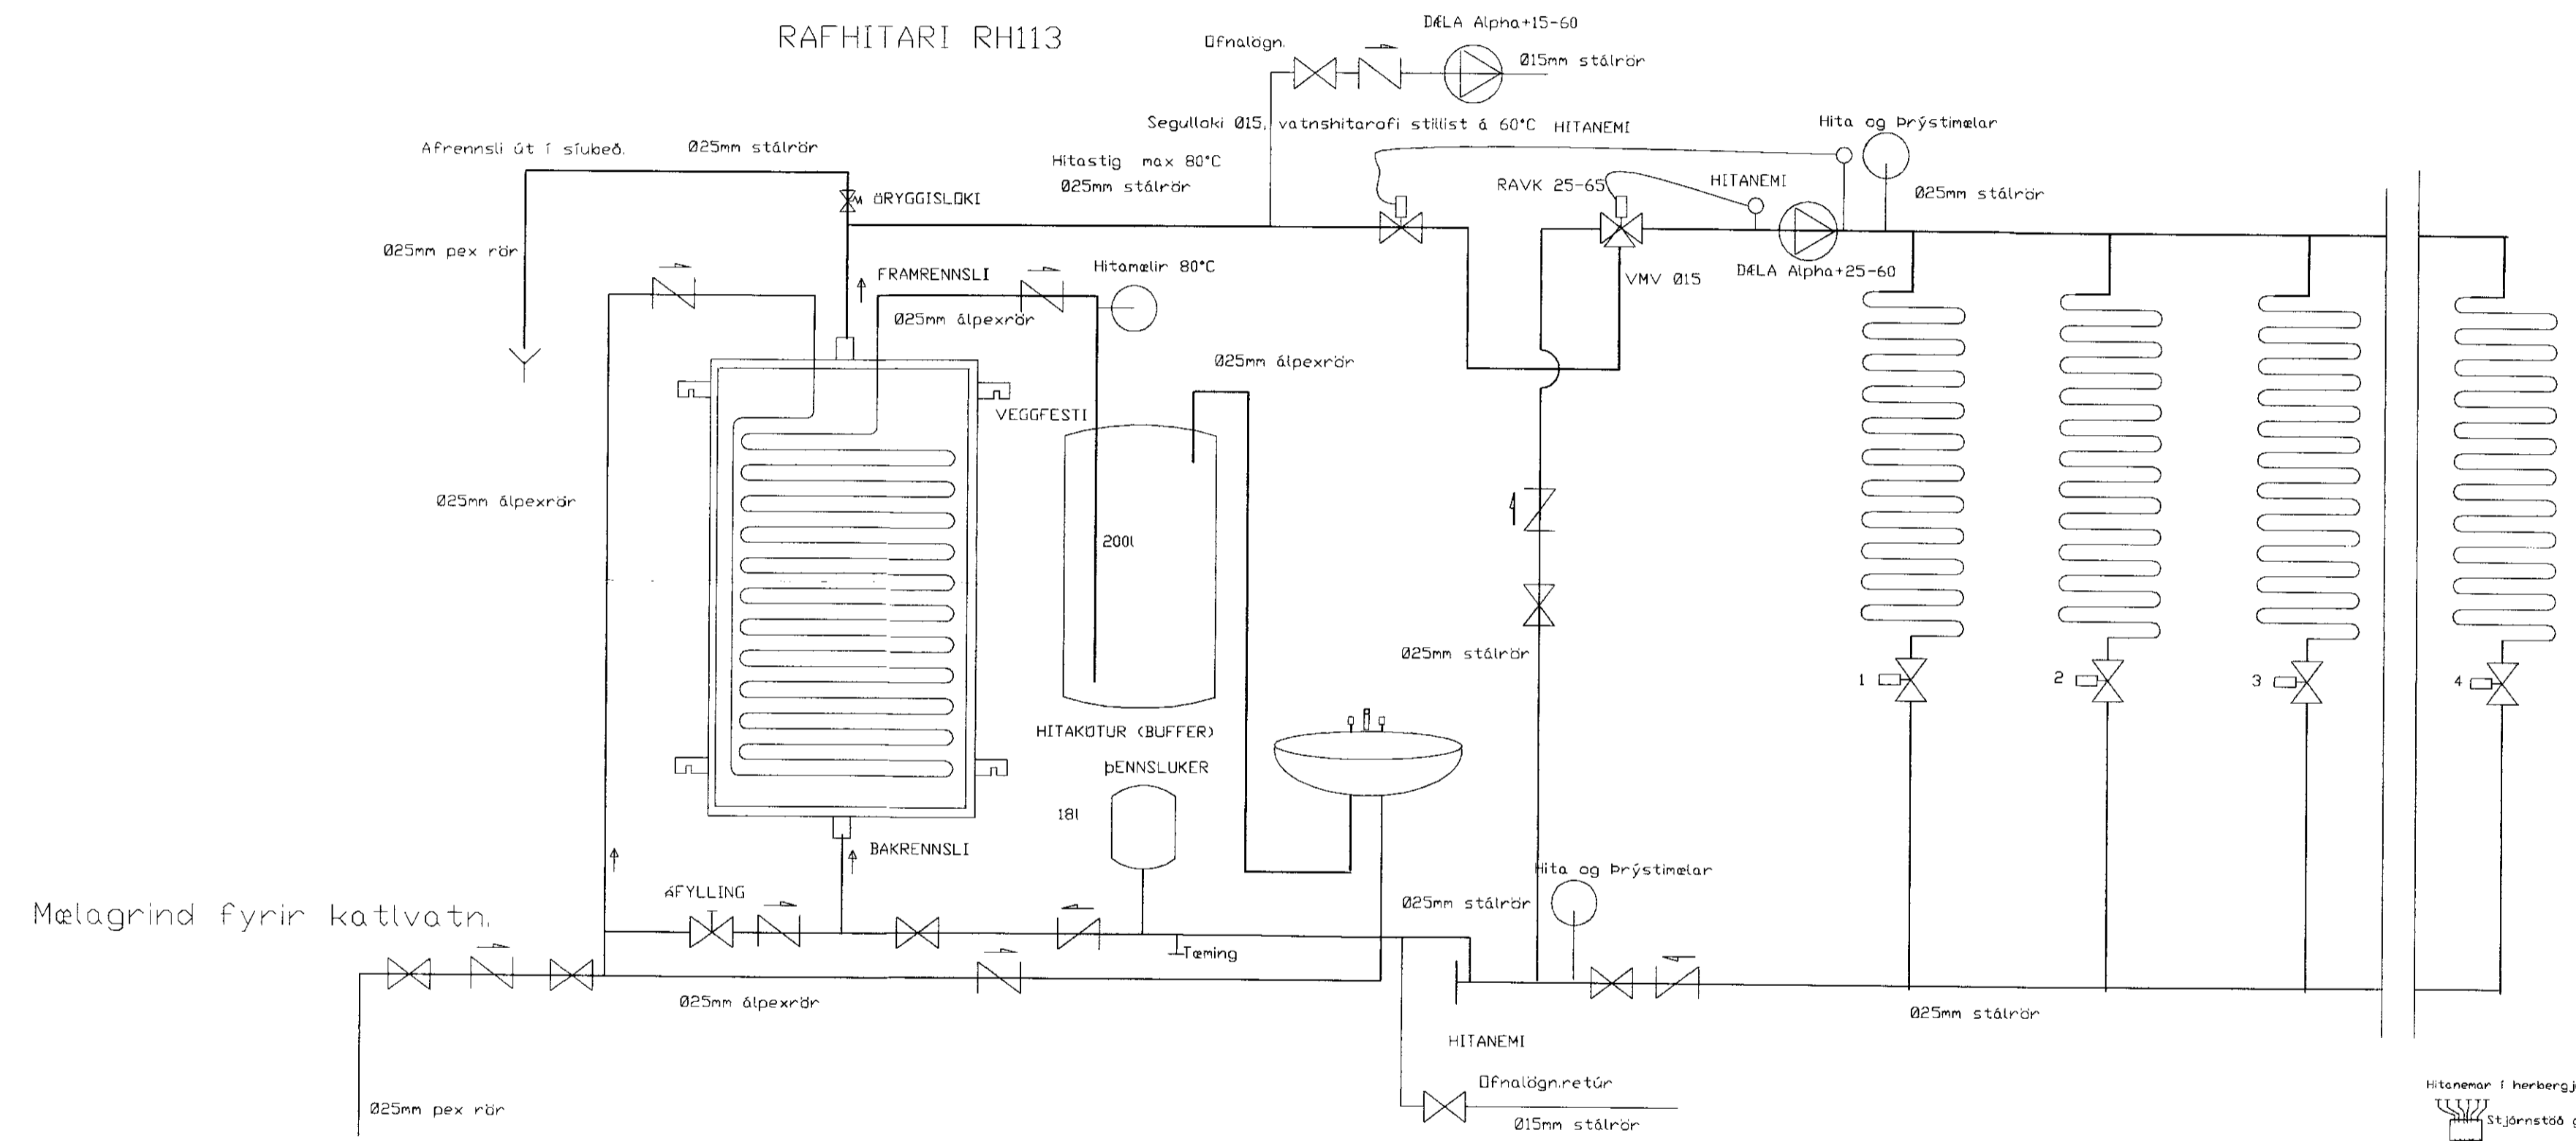 RAFHITARI RH113
DÆLA Alpha+15-60
Ofnalögn.
Ø15mm stálrör
Segulloki Ø15, vatnshitarofi stillist á 60°C
HITANEMI
Hita og Þrýstimælar
Afrennsli út í síubeð.
Ø25mm stálrör
Hitastig max 80°C
Ø25mm stálrör
RAVK 25-65
HITANEMI
Ø25mm stálrör
ÖRYGGISLOKI
Ø25mm pex rör
FRAMRENNSLI
Hitamælir 80°C
VMV Ø15
DÆLA Alpha+25-60
Ø25mm álpexrör
Ø25mm álpexrör
VEGGFESTI
Ø25mm álpexrör
200l
Ø25mm stálrör
1
2
3
4
HITAKÚTUR (BUFFER)
ÞENNSLUKER
18l
BAKRENNSLI
Hita og Þrýstimælar
ÁFYLLING
Ø25mm stálrör
Mælagrind fyrir katlvatn.
Tæming
Ø25mm álpexrör
Ø25mm stálrör
HITANEMI
Ofnalögn.retúr
Hitanemar í herbergj
Ø25mm pex rör
Ø15mm stálrör
Stjórnstöð